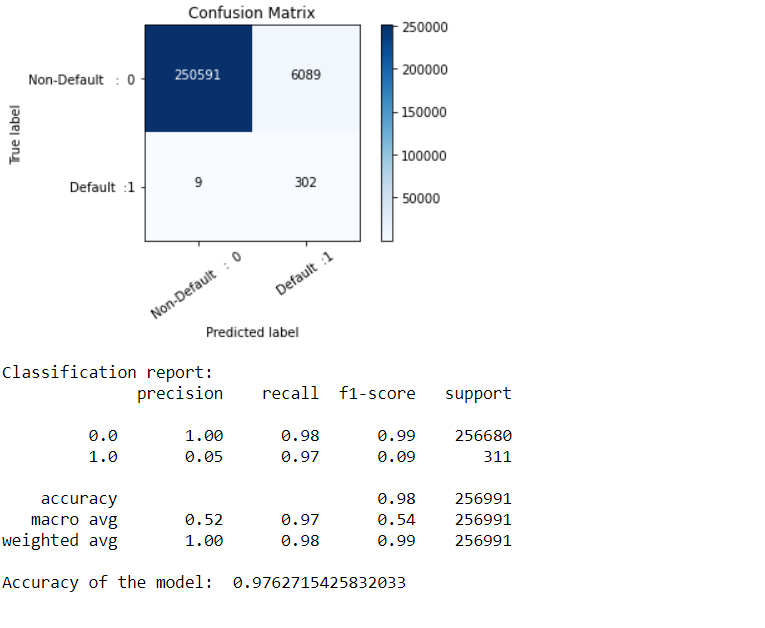 Confusion Matrix
250000
200000
150000
100000
50000
Non-Default : 0
250591 6089
Default :1
9 302
True label
Non-Default : 0
Default :1
Predicted label
Classification report:
precision recall f1-score support
0.0 1.00 0.98 0.99 256680
1.0 0.05 0.97 0.09 311
accuracy 0.98 256991
macro avg 0.52 0.97 0.54 256991
weighted avg 1.00 0.98 0.99 256991
Accuracy of the model: 0.9762715425832033